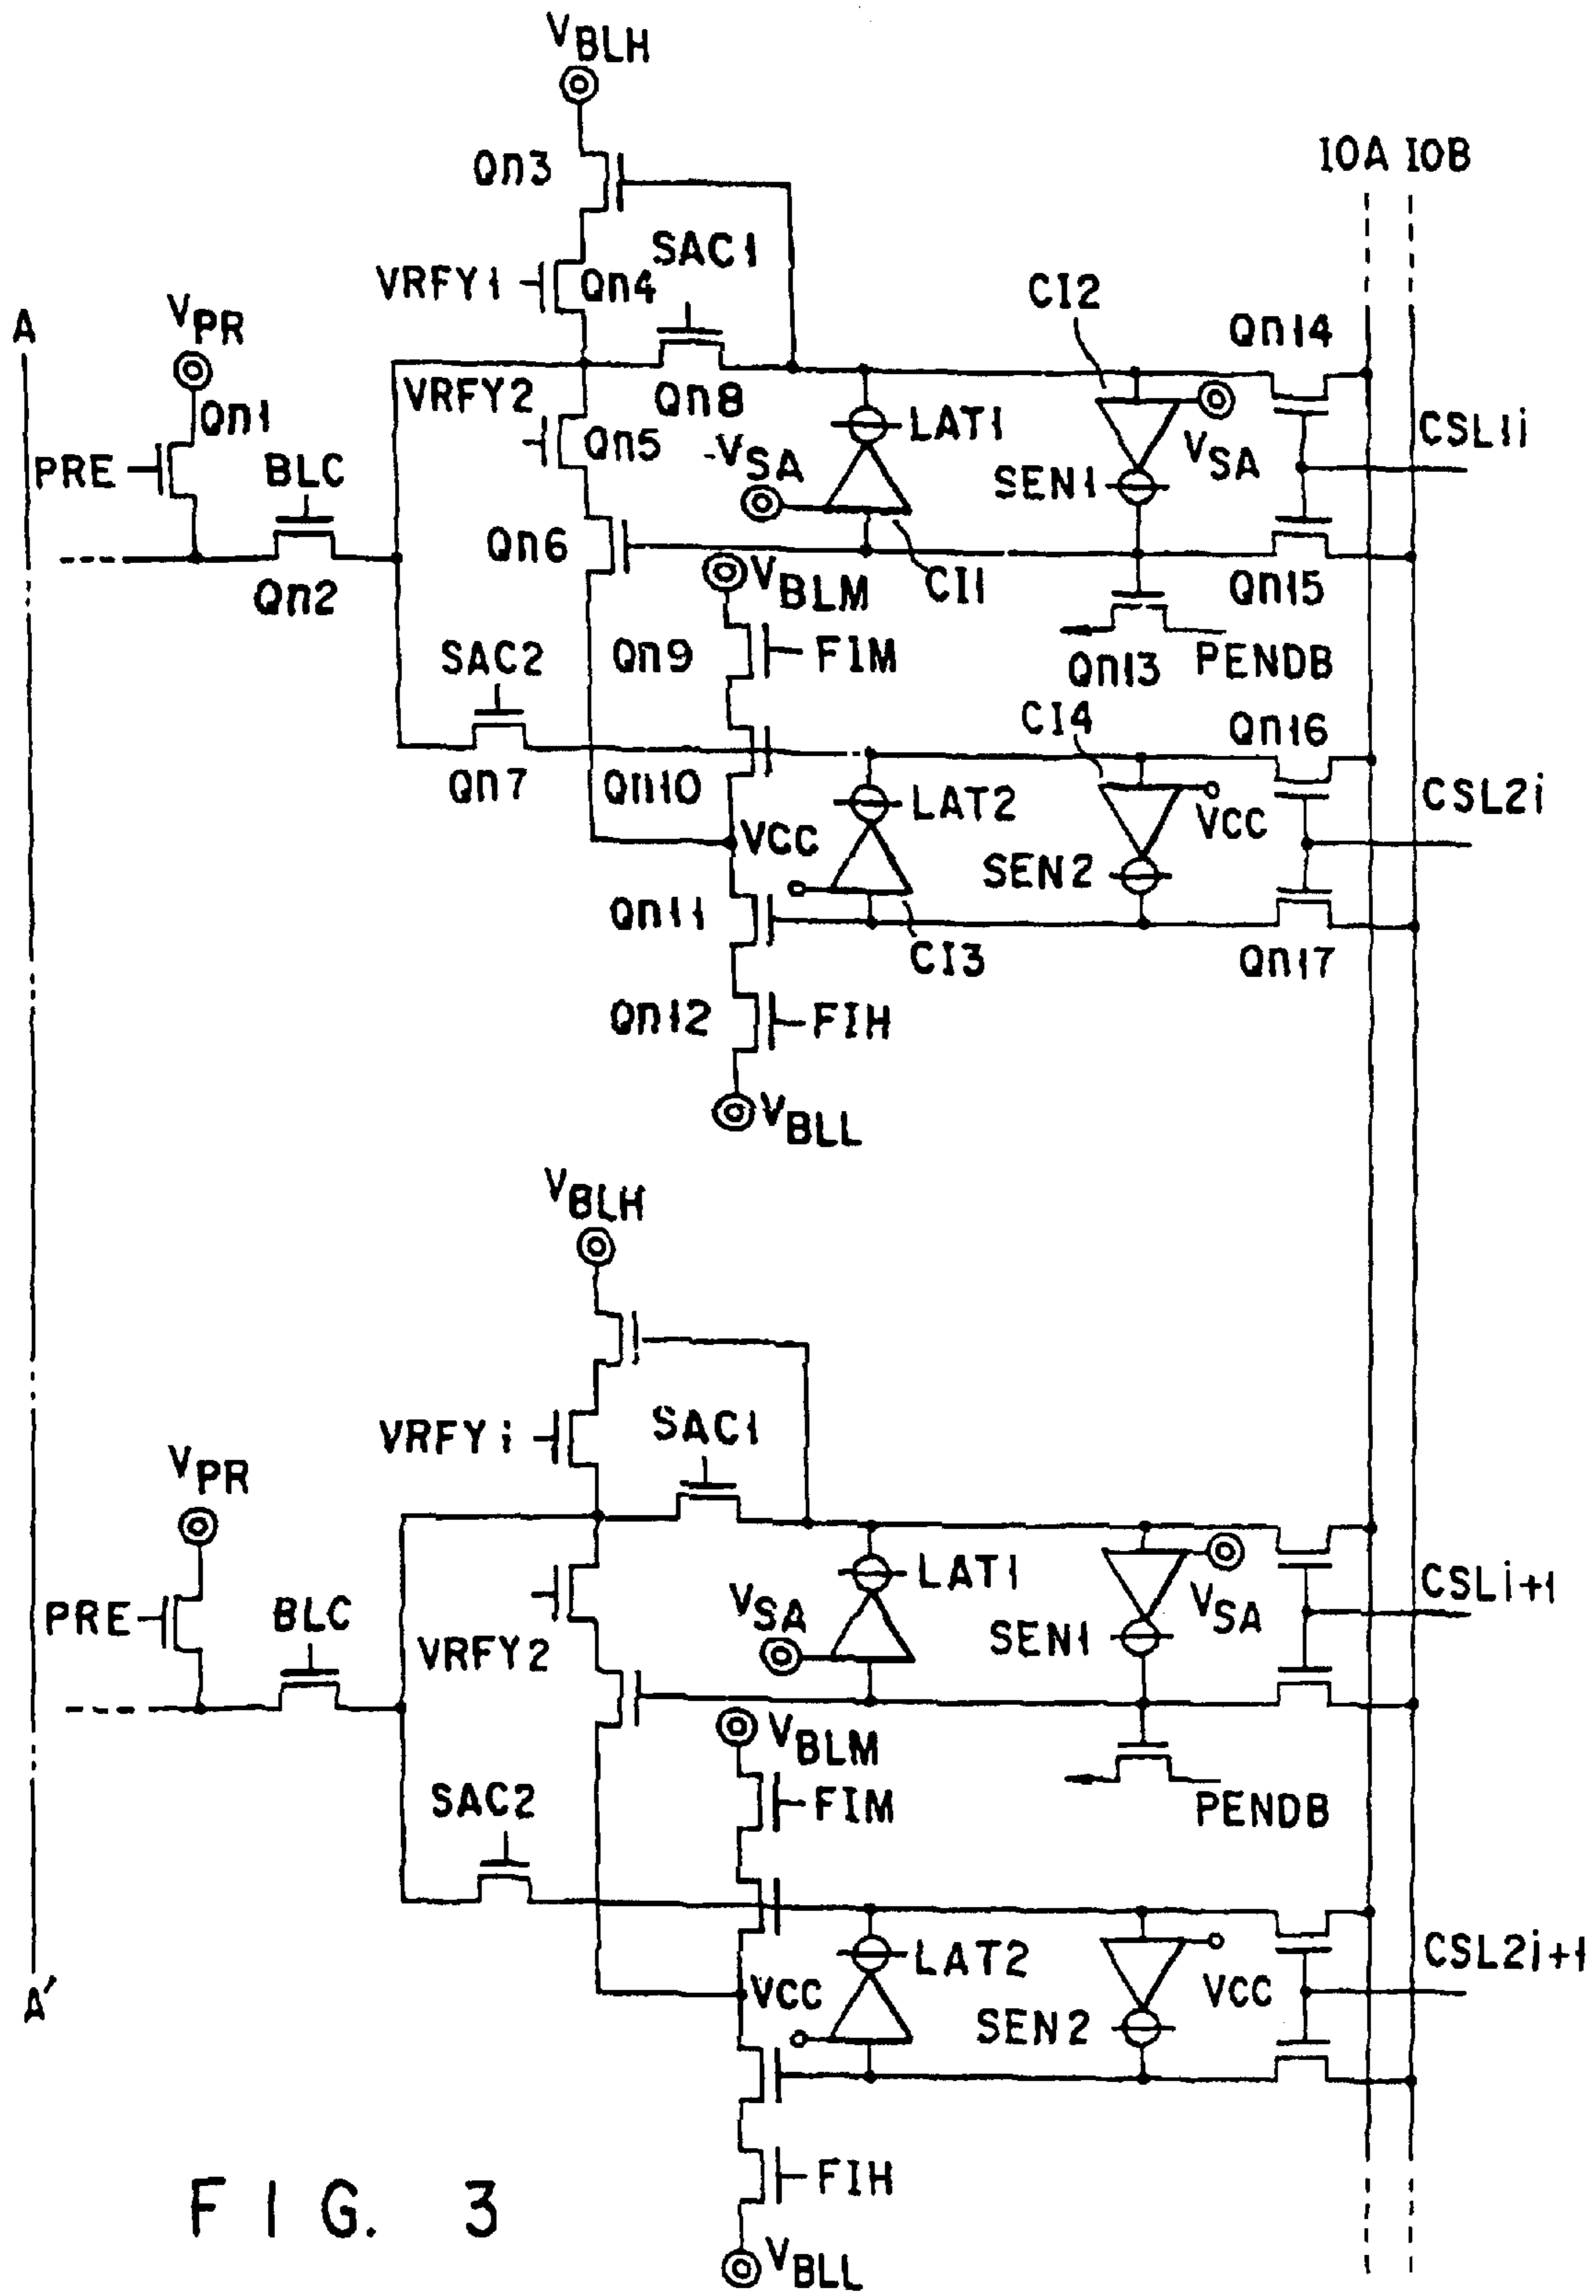 VBLH
Qn3
IOA IOB
SAC1
VRFY1
Qn4
CI2
A
VPR
Qn14
VRFY2
Qn8
Qn1
LAT1
CSL1i
PRE
BLC
Qn5
VSA
VSA
SEN1
Qn6
Qn2
VBLM
CI1
Qn15
SAC2
Qn9
FIM
Qn13
PENDB
CI4
Qn16
Qn7
Qn10
LAT2
CSL2i
VCC
VCC
SEN2
Qn11
CI3
Qn17
Qn12
FIH
VBLL
VBLH
SAC1
VRFYi
VPR
LAT1
CSLi+1
PRE
BLC
VSA
VSA
SEN1
VRFY2
VBLM
SAC2
FIM
PENDB
LAT2
CSL2i+1
A'
VCC
VCC
SEN2
FIH
FIG. 3
VBLL